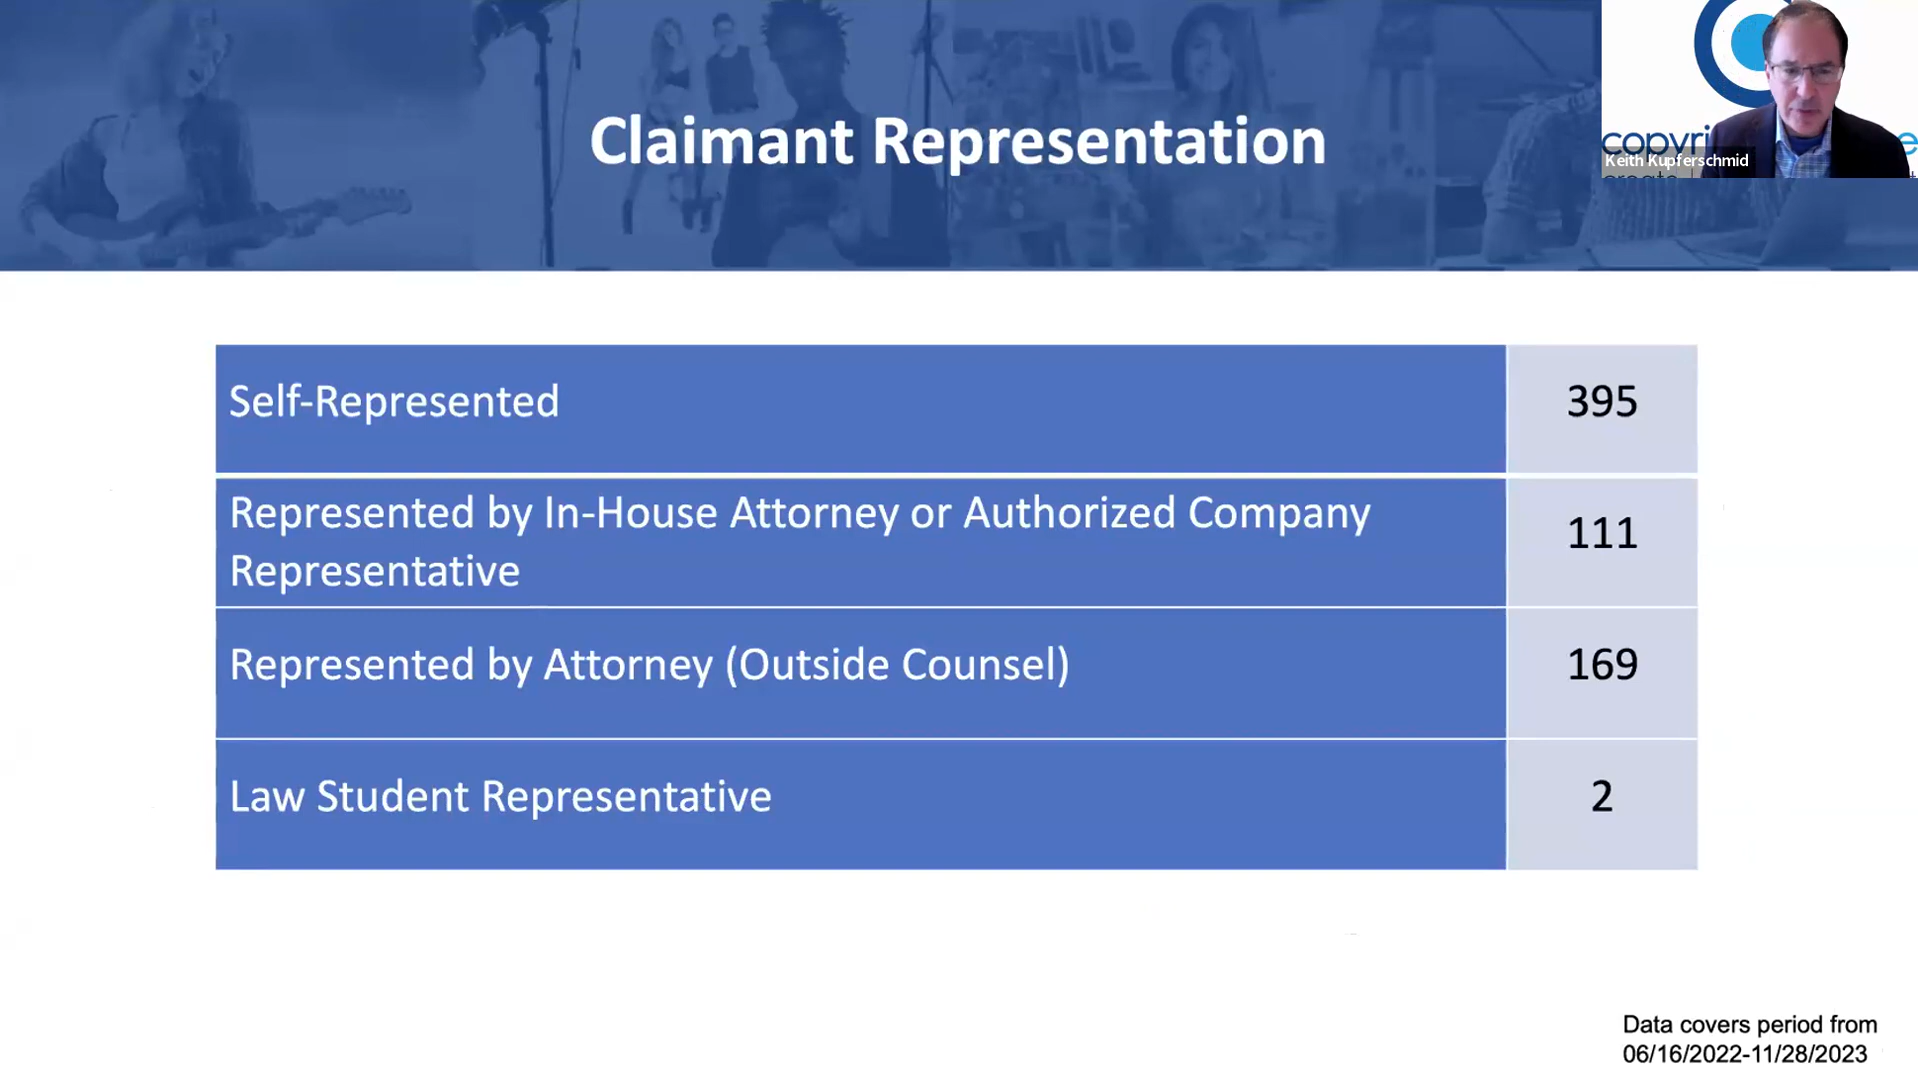 Claimant Representation
Keith Kupferschmid
Self-Represented
395
Represented by In-House Attorney or Authorized Company
Representative
111
Represented by Attorney (Outside Counsel)
169
Law Student Representative
2
Data covers period from
06/16/2022-11/28/2023